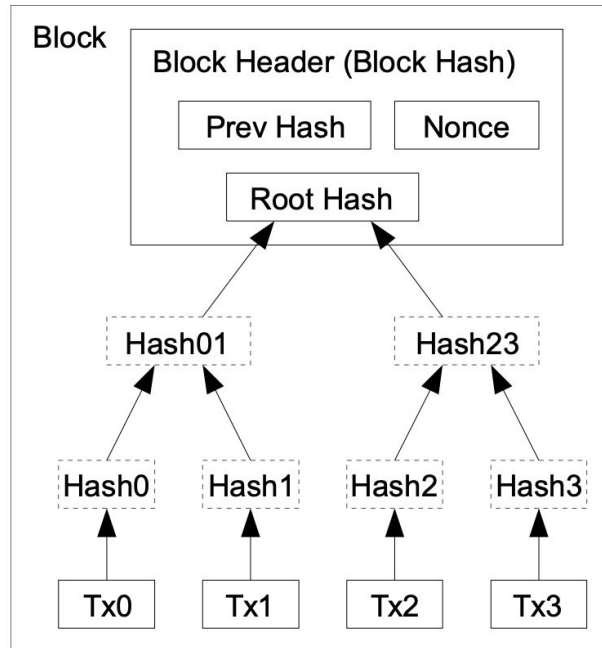 Block
Block Header (Block Hash)
Prev Hash
Nonce
Root Hash
Hash01
Hash23
Hash0
Hash1
Hash2
Hash3
Tx0
Tx1
Tx2
Tx3